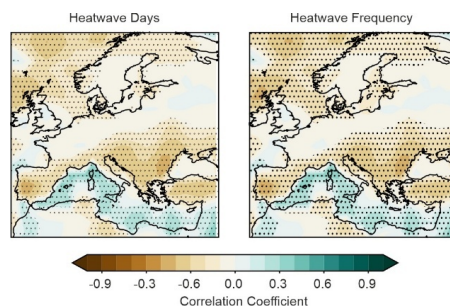 Heatwave Days
Heatwave Frequency
-0.9 -0.3 -0.6 0.0 0.3 0.6 0.9
Correlation Coefficient